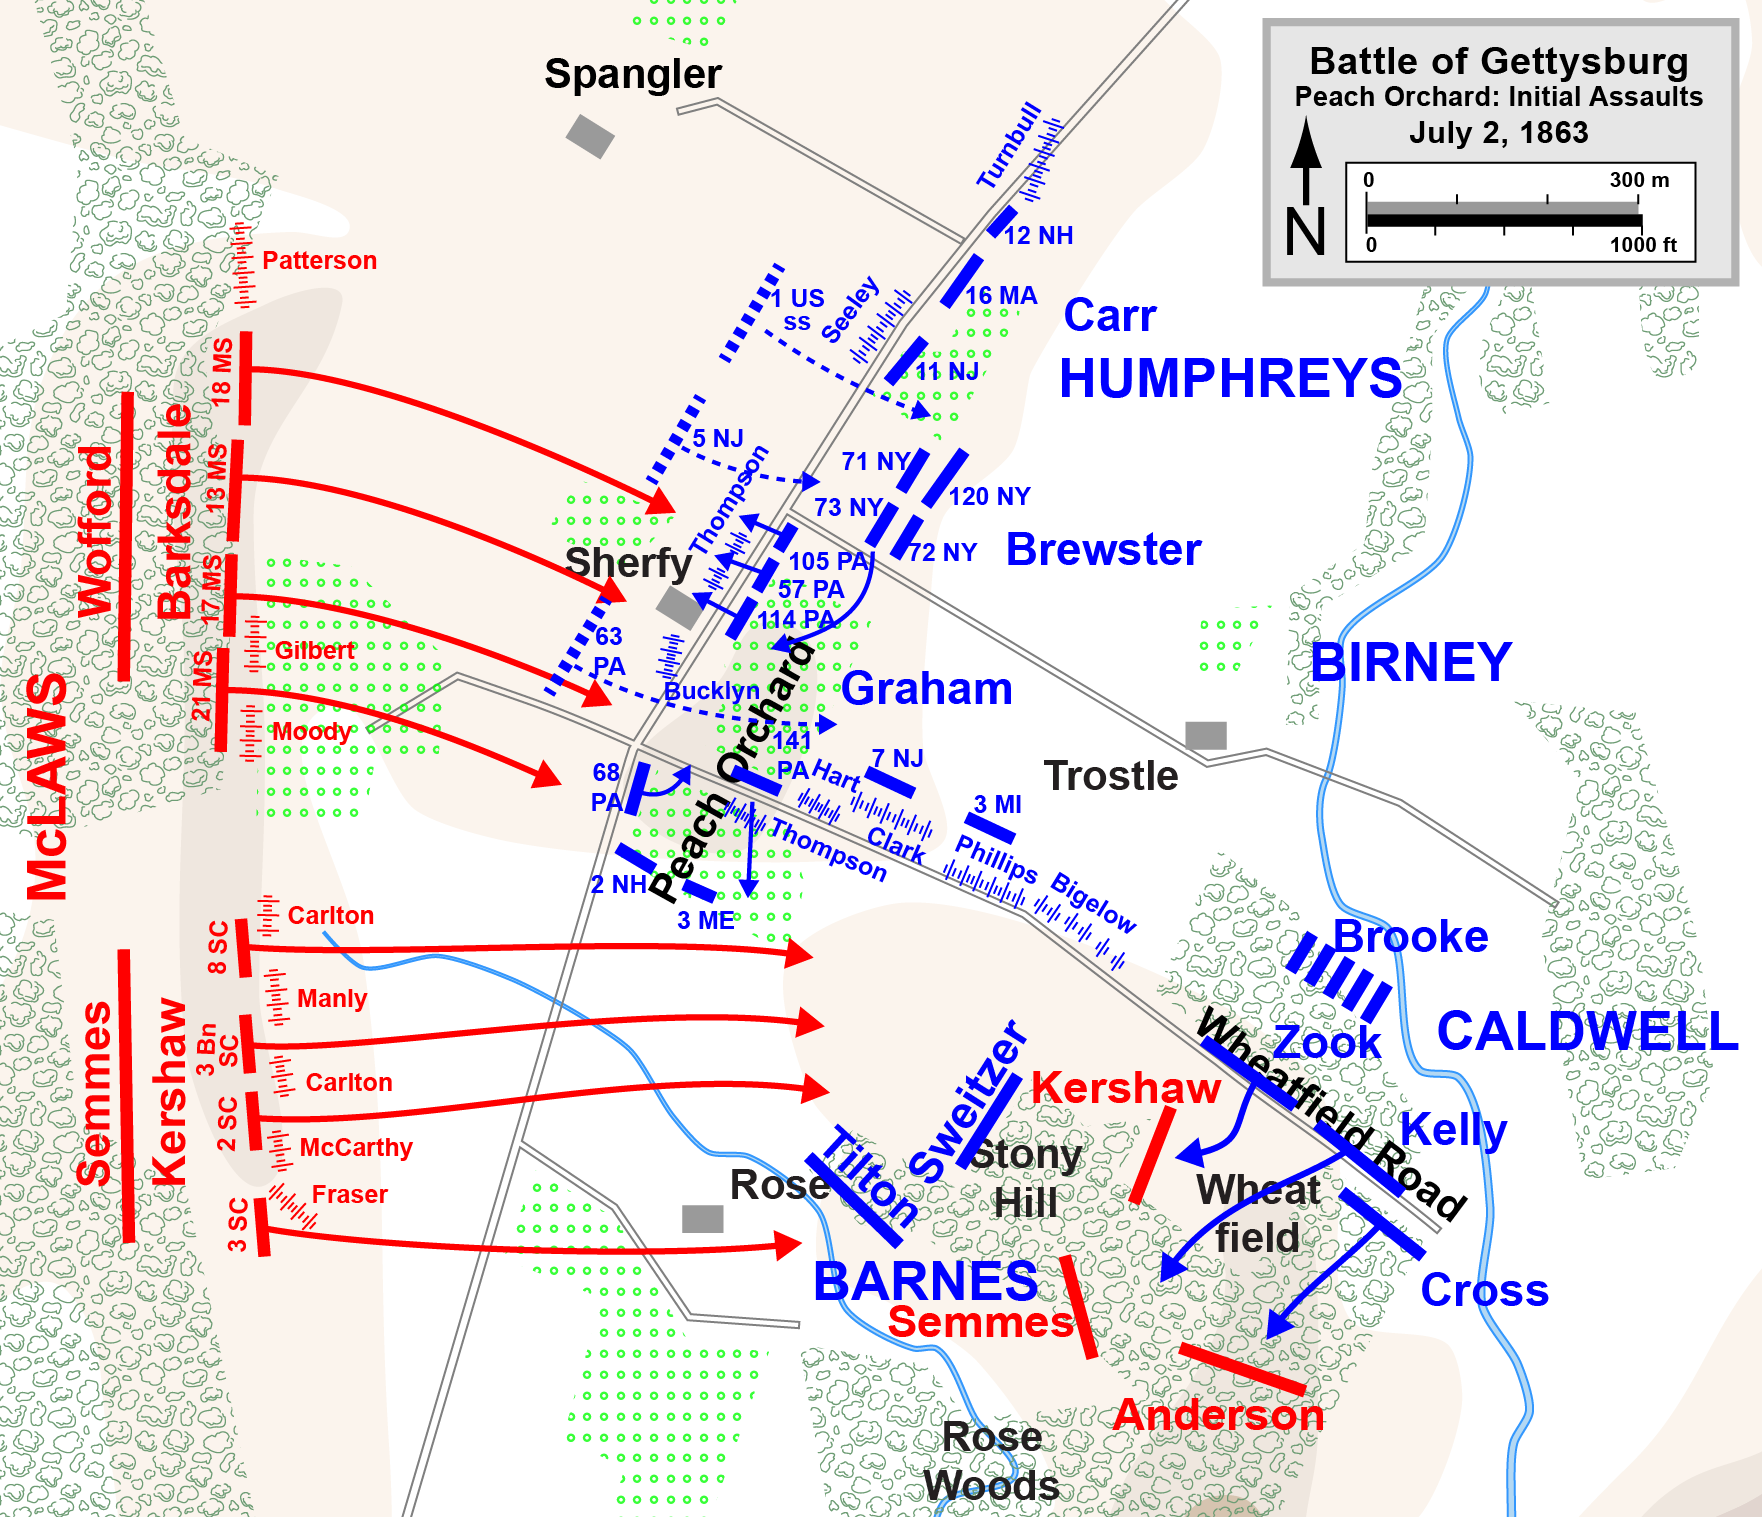 Battle of Gettysburg
Peach Orchard: Initial Assaults
July 2, 1863
0
300 m
0
1000 ft
N
Spangler
Turnbull
12 NH
Patterson
16 MA
1 US
ss
Seeley
Carr
HUMPHREYS
11 NJ
18 MS
5 NJ
71 NY
13 MS
Thompson
120 NY
73 NY
Wofford
Barksdale
Sherfy
72 NY
Brewster
105 PA
57 PA
17 MS
114 PA
63
PA
Gilbert
BIRNEY
21 MS
Bucklyn
Graham
Moody
Peach Orchard
141
PA
Hart
7 NJ
68
PA
Trostle
McLAWS
3 MI
Thompson
Clark
Phillips
Bigelow
2 NH
3 ME
Carlton
8 SC
Brooke
Manly
CALDWELL
3 Bn
SC
Zook
Sweitzer
Kershaw
Wheatfield Road
Semmes
Kershaw
Carlton
2 SC
Kelly
McCarthy
Tilton
Stony
Hill
Rose
Fraser
Wheat
field
3 SC
BARNES
Cross
Semmes
Anderson
Rose
Woods